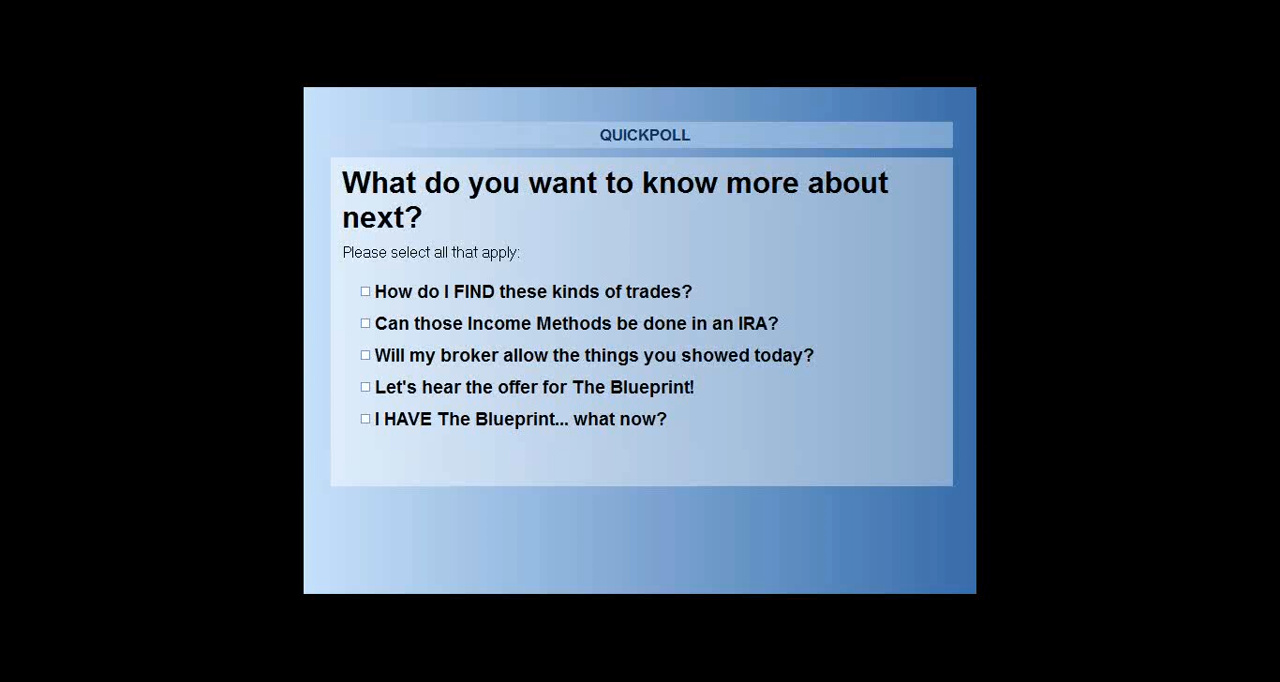 QUICKPOLL
What do you want to know more about
next?
Please select all that apply:
How do I FIND these kinds of trades?
Can those Income Methods be done in an IRA?
Will my broker allow the things you showed today?
Let's hear the offer for The Blueprint!
I HAVE The Blueprint... what now?